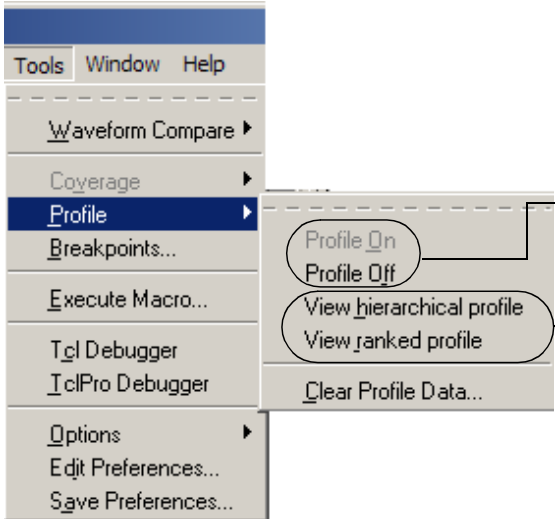 Tools Window Help
Waveform Compare
Coverage
Profile
Breakpoints...
Execute Macro...
Tcl Debugger
TclPro Debugger
Options
Edit Preferences...
Save Preferences...
Profile On
Profile Off
View hierarchical profile
View ranked profile
Clear Profile Data...